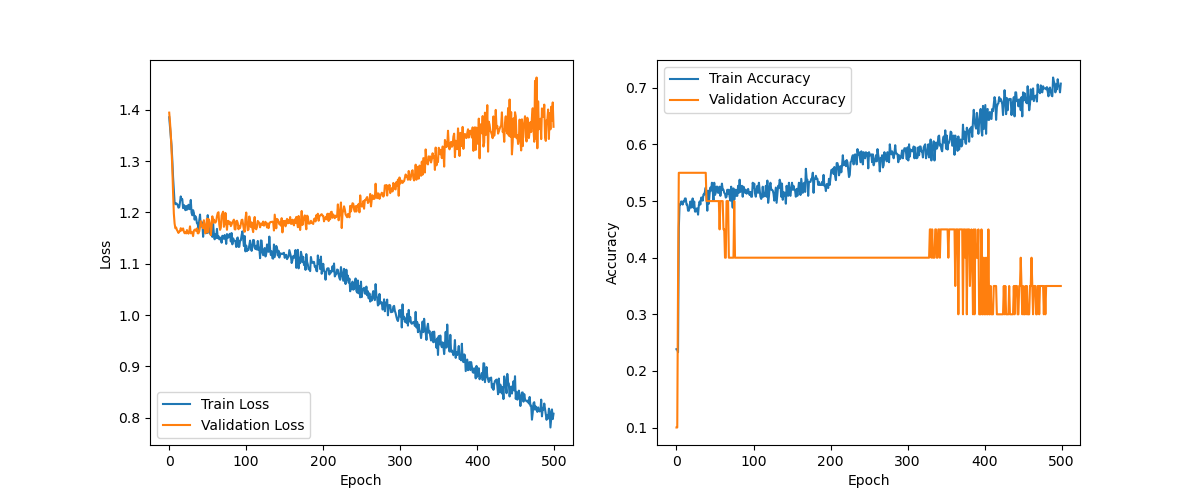 1.4
1.3
1.2
1.1
1.0
0.9
0.8
Loss
Train Loss
Validation Loss
0 100 200 300 400 500
Epoch
Train Accuracy
Validation Accuracy
0.7
0.6
0.5
0.4
0.3
0.2
0.1
Accuracy
0 100 200 300 400 500
Epoch